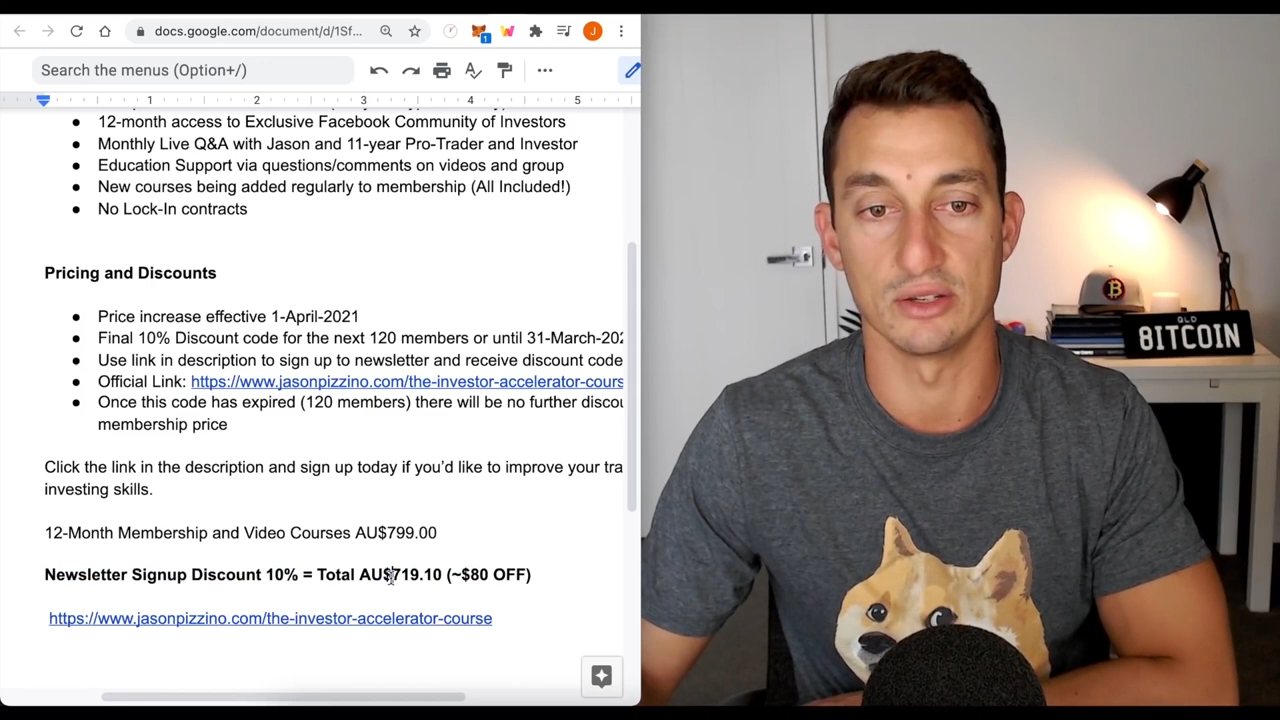 docs.google.com/document/d/1Sf...
1
J
Search the menus (Option+/)
1 2 3 4 5
12-month access to Exclusive Facebook Community of Investors
Monthly Live Q&A with Jason and 11-year Pro-Trader and Investor
Education Support via questions/comments on videos and group
New courses being added regularly to membership (All Included!)
No Lock-In contracts
Pricing and Discounts
Price increase effective 1-April-2021
Final 10% Discount code for the next 120 members or until 31-March-202
Use link in description to sign up to newsletter and receive discount code
Official Link: https://www.jasonpizzino.com/the-investor-accelerator-cours
Once this code has expired (120 members) there will be no further discou
membership price
Click the link in the description and sign up today if you'd like to improve your tra
investing skills.
12-Month Membership and Video Courses AU$799.00
Newsletter Signup Discount 10% = Total AU$719.10 (~$80 OFF)
https://www.jasonpizzino.com/the-investor-accelerator-course
B
QLD
8ITCOIN